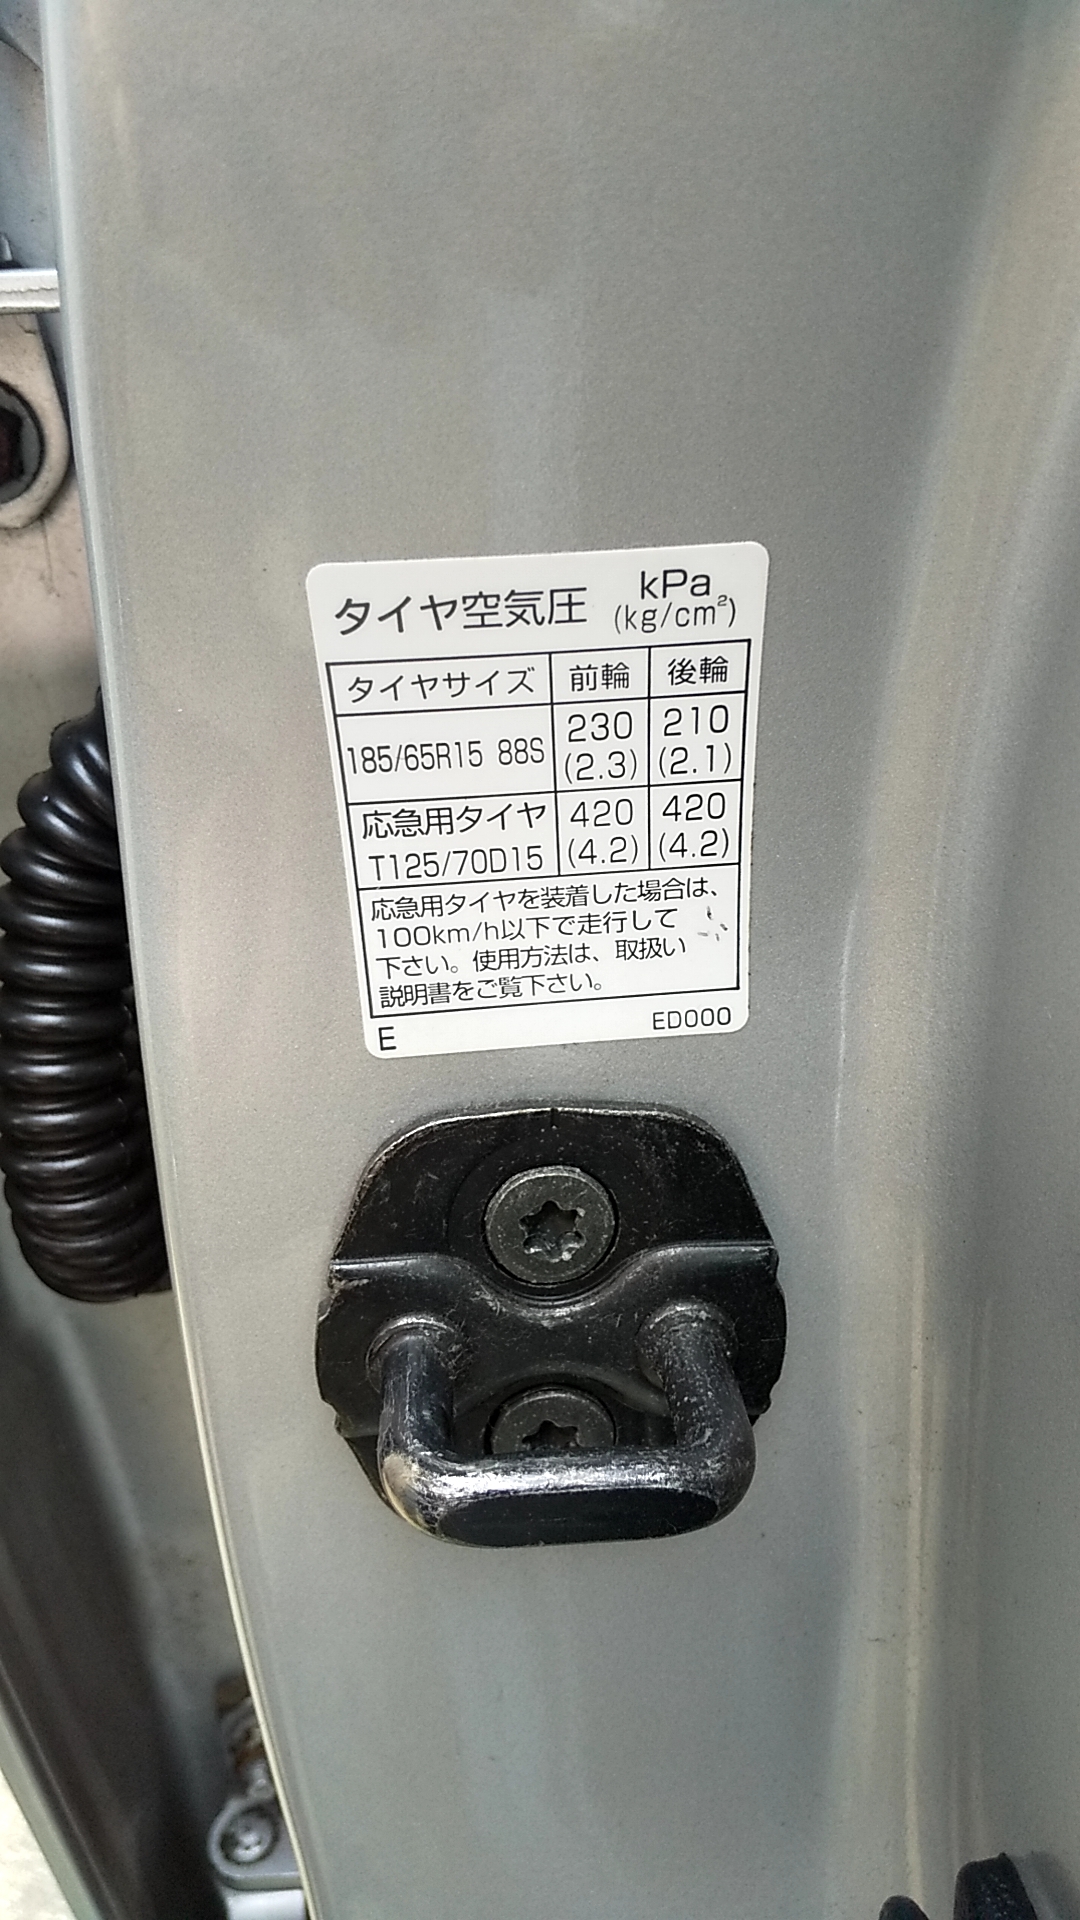 タイヤ空気圧 kPa
(kg/cm²)
タイヤサイズ 前輪 後輪
185/65R15 88S 230 210
(2.3) (2.1)
応急用タイヤ 420 420
T125/70D15 (4.2) (4.2)
応急用タイヤを装着した場合は、
100km/h以下で走行して
下さい。使用方法は、取扱い
説明書をご覧下さい。
E ED000